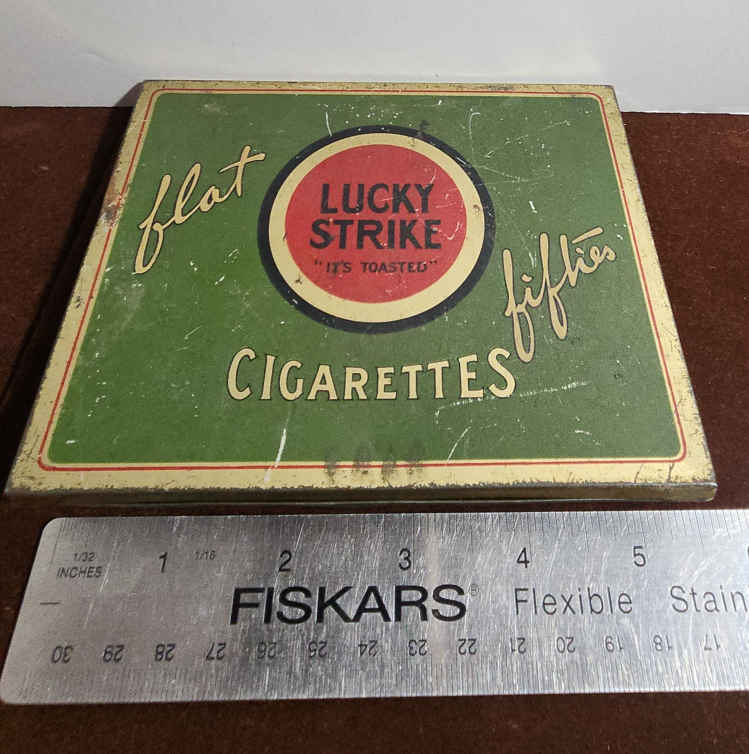 flat
LUCKY
STRIKE
"IT'S TOASTED"
fifties
CIGARETTES
1/32 1 1/16 2 3 4 5
INCHES
FISKARS® Flexible Stain
30 29 28 27 26 25 24 23 22 21 20 19 18 17